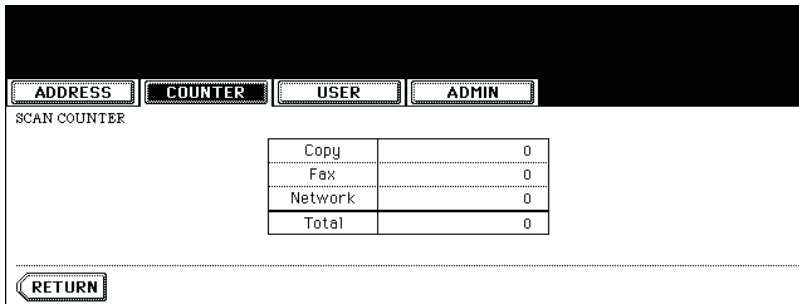 ADDRESS COUNTER USER ADMIN
SCAN COUNTER
Copy 0
Fax 0
Network 0
Total 0
RETURN